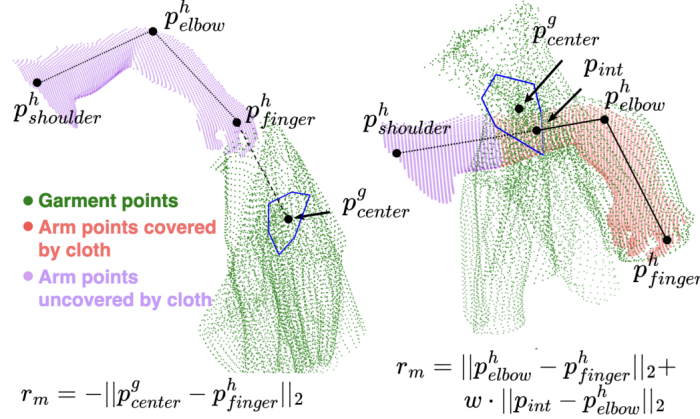 p^h_elbow
p^h_shoulder
p^h_finger
p^g_center
Garment points
Arm points covered
by cloth
Arm points
uncovered by cloth
r_m = −||p^g_center − p^h_finger||_2
p^g_center
p_int
p^h_elbow
p^h_shoulder
p^h_finger
r_m = ||p^h_elbow − p^h_finger||_2+
w · ||p_int − p^h_elbow||_2